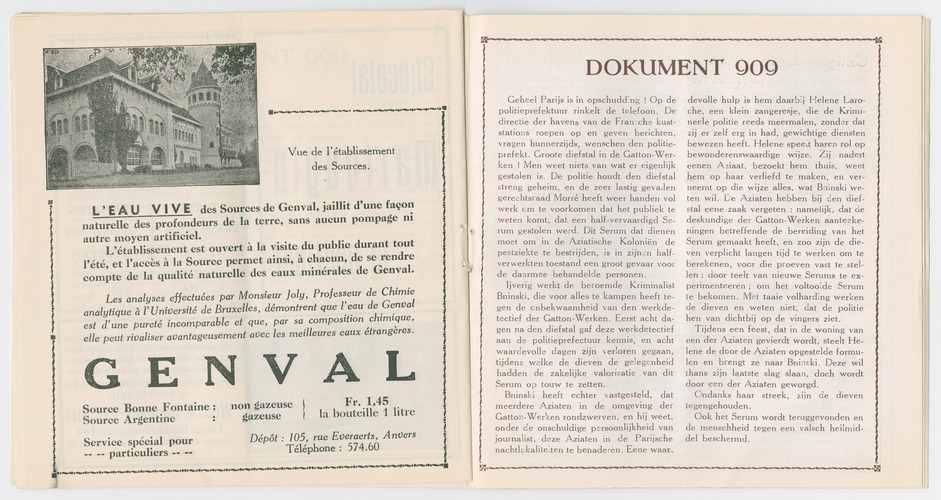 Vue de l'établissement
des Sources.
L'EAU VIVE des Sources de Genval, jaillit d'une façon
naturelle des profondeurs de la terre, sans aucun pompage ni
autre moyen artificiel.
L'établissement est ouvert à la visite du public durant tout
l'été, et l'accès à la Source permet ainsi, à chacun, de se rendre
compte de la qualité naturelle des eaux minérales de Genval.
Les analyses effectuées par Monsieur Joly, Professeur de Chimie
analytique à l'Université de Bruxelles, démontrent que l'eau de Genval
est d'une pureté incomparable et que, par sa composition chimique,
elle peut rivaliser avantageusement avec les meilleures eaux étrangères.
GENVAL
Source Bonne Fontaine : non gazeuse
Source Argentine : gazeuse
Fr. 1,45
la bouteille 1 litre
Service spécial pour
-- -- particuliers -- --
Dépôt : 105, rue Everaerts, Anvers
Téléphone : 574.60
DOKUMENT 909
Geheel Parijs is in opschudding ! Op de
politieprefektuur rinkelt de telefoon. De
directie der havens van de Fransche kust-
stations roepen op en geven berichten,
vragen hunnerzijds, wenschen den politie-
prefekt. Groote diefstal in de Gatton-Wer-
ken ! Men weet niets van wat er eigenlijk
gestolen is. De politie houdt den diefstal
streng geheim, en de zeer lastig gevallen
gerechtsraad Morré heeft weer handen vol
werk om te voorkomen dat het publiek te
weten komt, dat een half-vervaardigd Se-
rum gestolen werd. Dit Serum dat dienen
moet om in de Aziatische Koloniën de
pestziekte te bestrijden, is in zijnen half-
verwerkten toestand een groot gevaar voor
de daarmee behandelde personen.
Ijverig werkt de beroemde Kriminalist
Bninski, die voor alles te kampen heeft te-
gen de onbekwaamheid van den werkde-
tectief der Gatton-Werken. Eerst acht da-
gen na den diefstal gaf deze werkdetectief
aan de politieprefectuur kennis, en acht
waardevolle dagen zijn verloren gegaan,
tijdens welke de dieven de gelegenheid
hadden de zakelijke valorisatie van dit
Serum op touw te zetten.
Bninski heeft echter vastgesteld, dat
meerdere Aziaten in de omgeving der
Gatton-Werken rondzwerven, en hij weet,
onder de onschuldige persoonlijkheid van
journalist, deze Aziaten in de Parijsche
nachtlokaliteiten te benaderen. Eene waar-
devolle hulp is hem daarbij Helene Laro-
che, een klein zangeresje, die de Krimi-
neele politie reeds meermalen, zonder dat
zij er zelf erg in had, gewichtige diensten
bewezen heeft. Helene speelt haren rol op
bewonderenswaardige wijze. Zij nadert
eenen Aziaat, bezoekt hem thuis, weet
hem op haar verliefd te maken, en ver-
neemt op die wijze alles, wat Bninski we-
ten wil. De Aziaten hebben bij den dief-
stal eene zaak vergeten : namelijk, dat de
deskundige der Gatton-Werken aanteeke-
ningen betreffende de bereiding van het
Serum gemaakt heeft, en zoo zijn de die-
ven verplicht langen tijd te werken om te
berekenen, voor die proeven vast te stel-
len ; door teelt van nieuwe Serums te ex-
perimenteeren ; om het voltooide Serum
te bekomen. Met taaie volharding werken
de dieven en weten niet, dat de politie
hen van dichtbij op de vingers ziet.
Tijdens een feest, dat in de woning van
een der Aziaten gevierd wordt, steelt He-
lene de door de Aziaten opgestelde formu-
len en brengt ze naar Bninski. Deze wil
thans zijn laatste slag slaan, doch wordt
door een der Aziaten geworgd.
Ondanks haar streek, zijn de dieven
tegengehouden.
Ook het Serum wordt teruggevonden en
de menschheid tegen een valsch heilmid-
del beschermd.